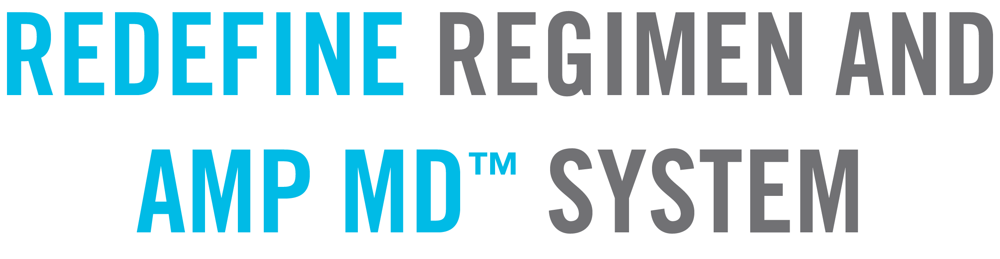 REDEFINE REGIMEN AND
AMP MD™ SYSTEM